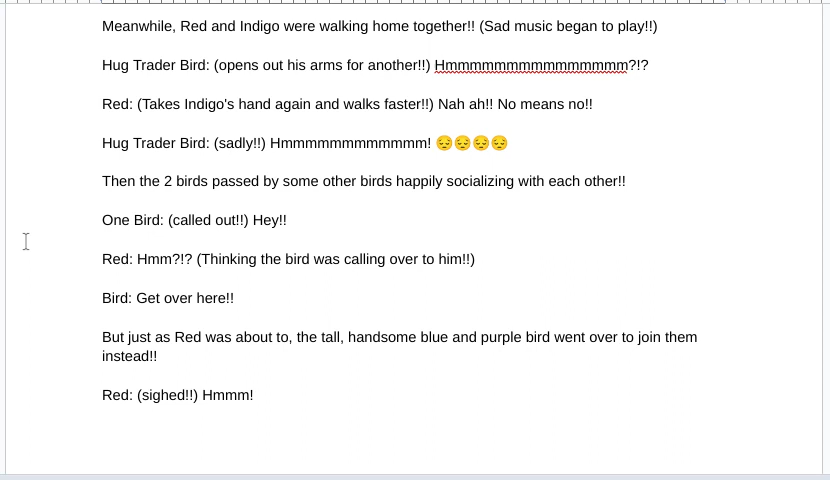 Meanwhile, Red and Indigo were walking home together!! (Sad music began to play!!)
Hug Trader Bird: (opens out his arms for another!!) Hmmmmmmmmmmmmmmmm?!?
Red: (Takes Indigo's hand again and walks faster!!) Nah ah!! No means no!!
Hug Trader Bird: (sadly!!) Hmmmmmmmmmmmm! 😔😔😔😔
Then the 2 birds passed by some other birds happily socializing with each other!!
One Bird: (called out!!) Hey!!
Red: Hmm?!? (Thinking the bird was calling over to him!!)
Bird: Get over here!!
But just as Red was about to, the tall, handsome blue and purple bird went over to join them
instead!!
Red: (sighed!!) Hmmm!